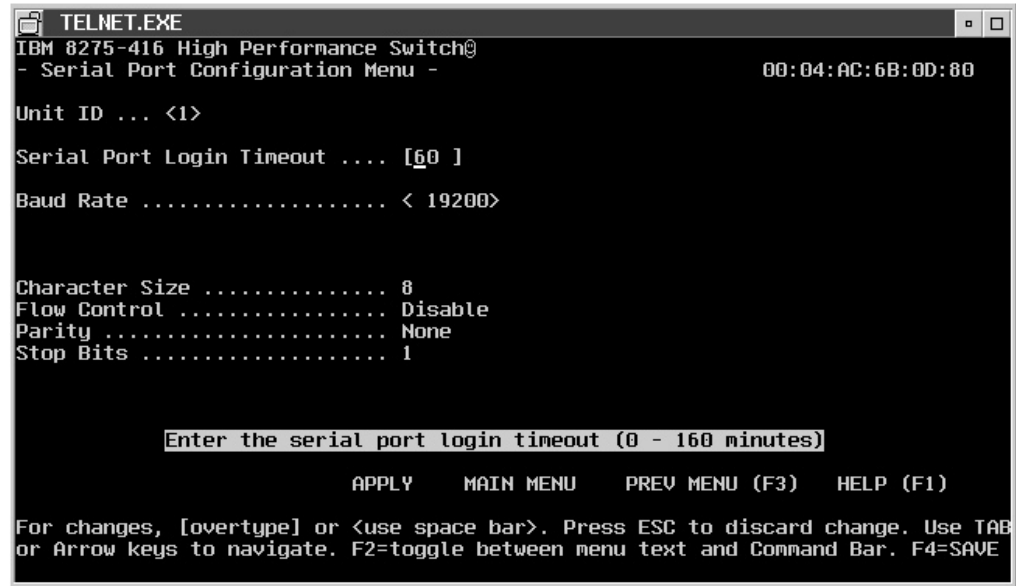 TELNET.EXE
IBM 8275-416 High Performance Switch@
- Serial Port Configuration Menu - 00:04:AC:6B:0D:80
Unit ID ... <1>
Serial Port Login Timeout .... [60 ]
Baud Rate .................... < 19200>
Character Size ............... 8
Flow Control ................. Disable
Parity ....................... None
Stop Bits .................... 1
Enter the serial port login timeout (0 - 160 minutes)
APPLY MAIN MENU PREV MENU (F3) HELP (F1)
For changes, [overtype] or <use space bar>. Press ESC to discard change. Use TAB
or Arrow keys to navigate. F2=toggle between menu text and Command Bar. F4=SAVE